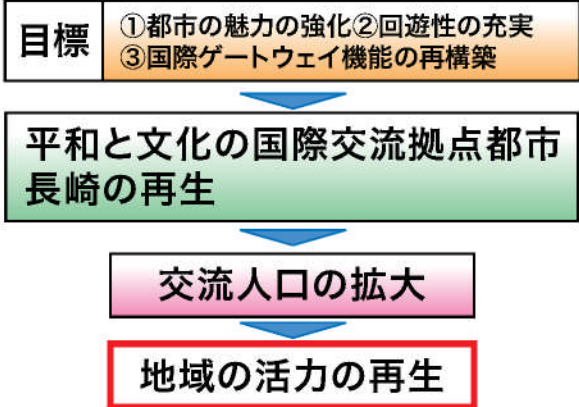 目標
①都市の魅力の強化②回遊性の充実
③国際ゲートウェイ機能の再構築
平和と文化の国際交流拠点都市
長崎の再生
交流人口の拡大
地域の活力の再生